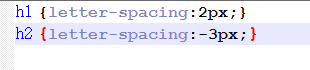 h1 {letter-spacing:2px;}
h2 {letter-spacing:-3px;}